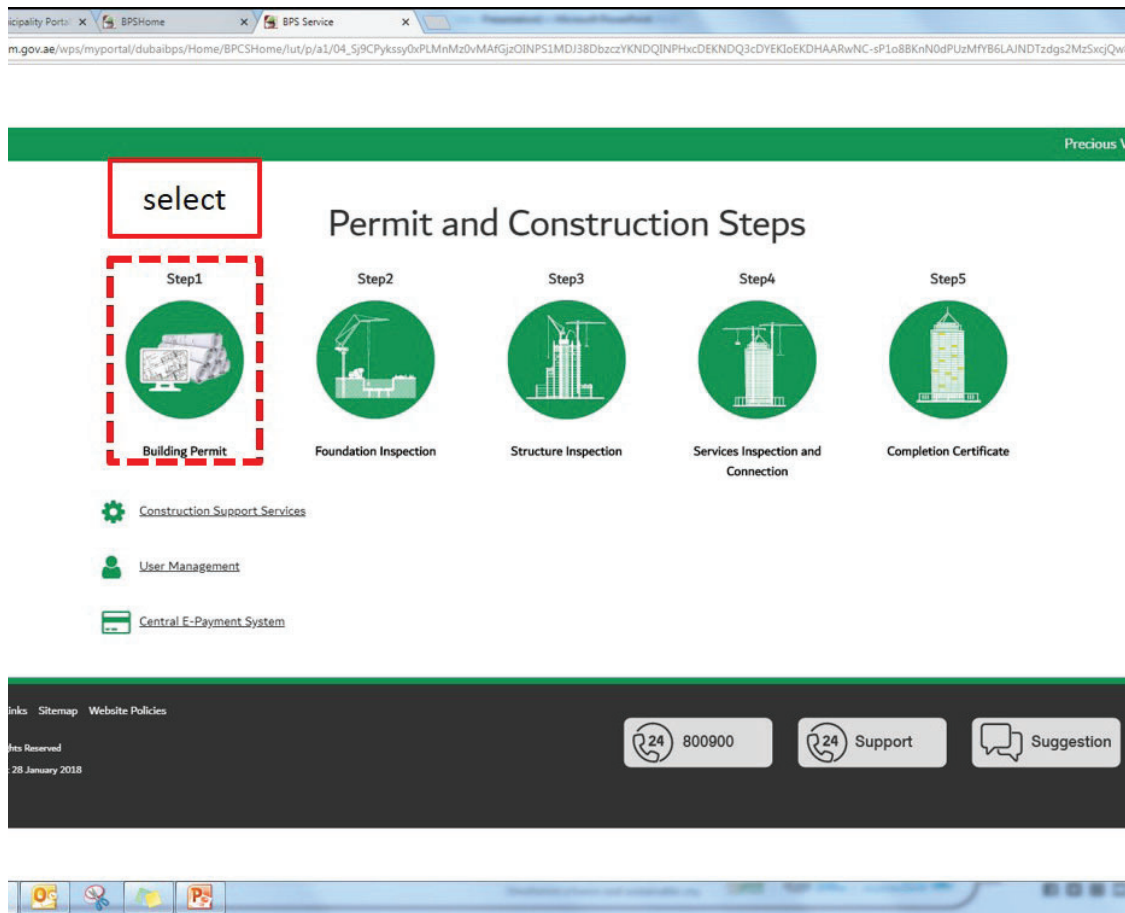 icipality Porta
BPSHome
BPS Service
m.gov.ae/wps/myportal/dubaibps/Home/BPCSHome/lut/p/a1/
Precious V
select
Permit and Construction Steps
Step1 Step2 Step3 Step4 Step5
Building Permit Foundation Inspection Structure Inspection Services Inspection and Completion Certificate
Connection
Construction Support Services
User Management
Central E-Payment System
inks Sitemap Website Policies
ghts Reserved
: 28 January 2018
24 800900
24 Support
Suggestion